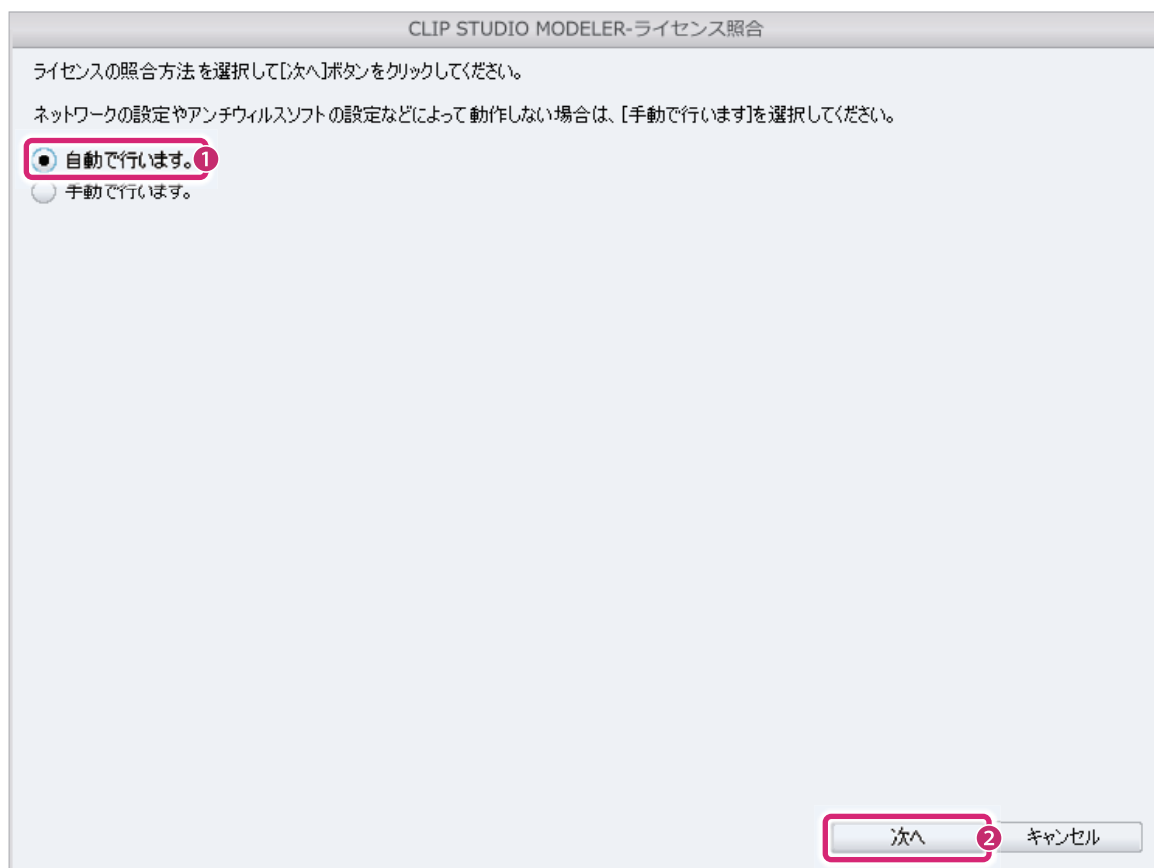 CLIP STUDIO MODELER-ライセンス照合
ライセンスの照合方法を選択して[次へ]ボタンをクリックしてください。
ネットワークの設定やアンチウィルスソフトの設定などによって動作しない場合は、[手動で行います]を選択してください。
自動で行います。 1
手動で行います。
次へ 2 キャンセル